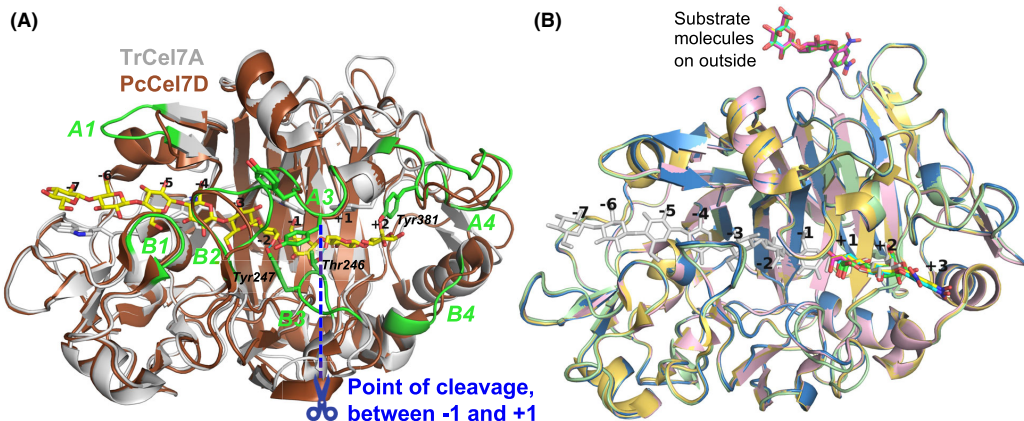 (A)
TrCel7A
PcCel7D
A1
-7
-6
-5
-4
3
-2
-1
+1
+2
A3
A4
B1
B2
B3
B4
Tyr381
Thr246
Tyr247
Point of cleavage,
between -1 and +1
(B)
Substrate
molecules
on outside
-7
-6
-5
-4
-3
-2
-1
+1
+2
+3